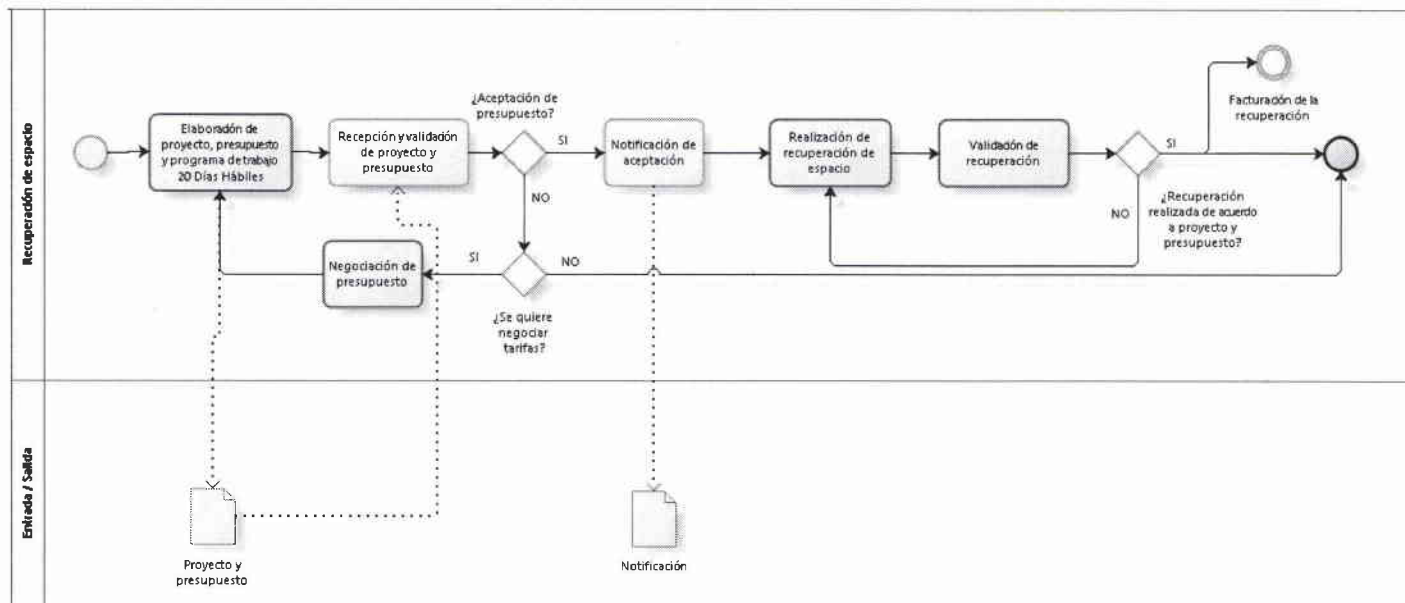 Recuperación de espacio
Elaboración de
proyecto, presupuesto
y programa de trabajo
20 Días Hábiles
Recepción y validación
de proyecto y
presupuesto
¿Aceptación de
presupuesto?
SI
NO
Notificación de
aceptación
Realización de
recuperación de
espacio
Validación de
recuperación
SI
NO
¿Recuperación
realizada de acuerdo
a proyecto y
presupuesto?
Facturación de la
recuperación
Negociación de
presupuesto
SI
NO
¿Se quiere
negociar
tarifas?
Entrada / Salida
Proyecto y
presupuesto
Notificación